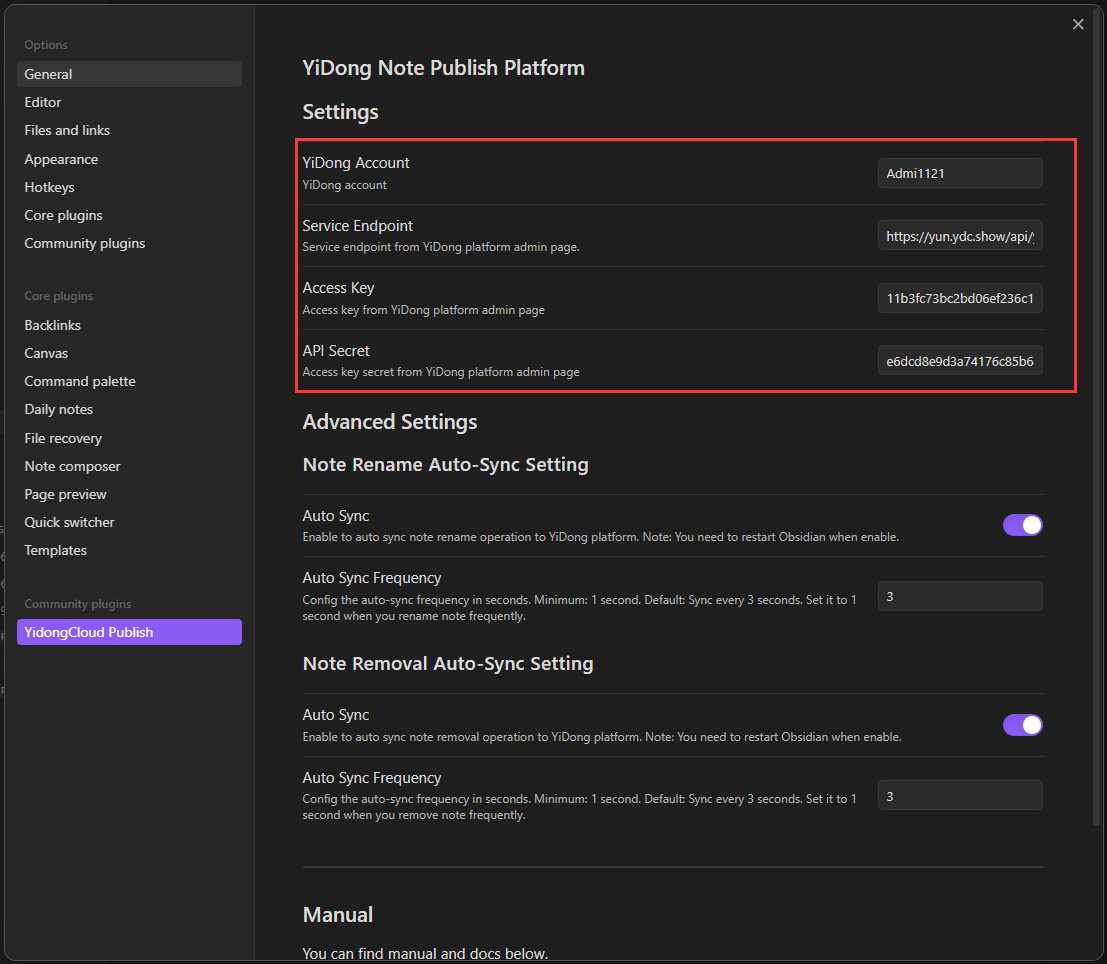 Options
General
Editor
Files and links
Appearance
Hotkeys
Core plugins
Community plugins
Core plugins
Backlinks
Canvas
Command palette
Daily notes
File recovery
Note composer
Page preview
Quick switcher
Templates
Community plugins
YidongCloud Publish
YiDong Note Publish Platform
Settings
YiDong Account
YiDong account
Admi1121
Service Endpoint
Service endpoint from YiDong platform admin page.
https://yun.ydc.show/api/
Access Key
Access key from YiDong platform admin page
11b3fc73bc2bd06ef236c1
API Secret
Access key secret from YiDong platform admin page
e6dcd8e9d3a74176c85b6
Advanced Settings
Note Rename Auto-Sync Setting
Auto Sync
Enable to auto sync note rename operation to YiDong platform. Note: You need to restart Obsidian when enable.
Auto Sync Frequency
Config the auto-sync frequency in seconds. Minimum: 1 second. Default: Sync every 3 seconds. Set it to 1
second when you rename note frequently.
3
Note Removal Auto-Sync Setting
Auto Sync
Enable to auto sync note removal operation to YiDong platform. Note: You need to restart Obsidian when enable.
Auto Sync Frequency
Config the auto-sync frequency in seconds. Minimum: 1 second. Default: Sync every 3 seconds. Set it to 1
second when you remove note frequently.
3
Manual
You can find manual and docs below.